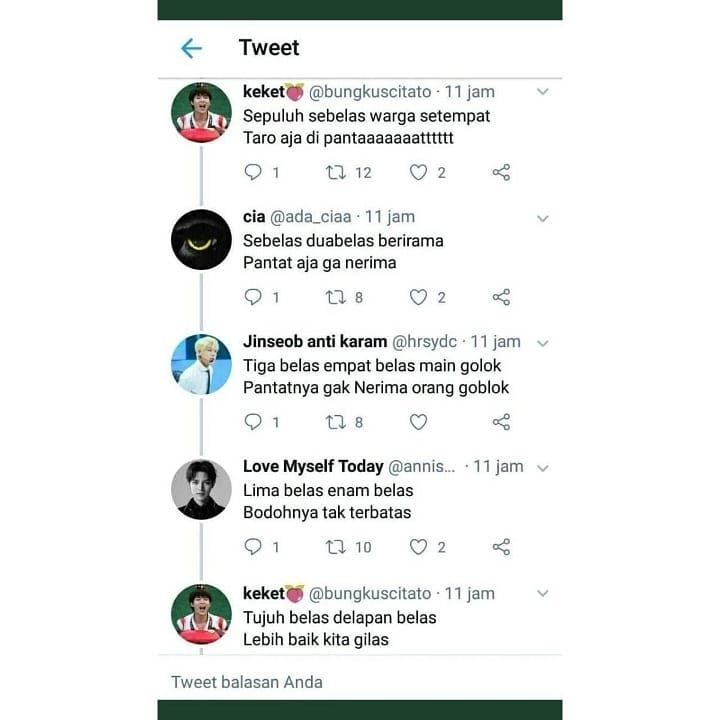 Tweet
keket @bungkuscitato · 11 jam
Sepuluh sebelas warga setempat
Taro aja di pantaaaaaaatttttt
1 12 2
cia @ada_ciaa · 11 jam
Sebelas duabelas berirama
Pantat aja ga nerima
1 8 2
Jinseob anti karam @hrsydc · 11 jam
Tiga belas empat belas main golok
Pantatnya gak Nerima orang goblok
1 8
Love Myself Today @annis... · 11 jam
Lima belas enam belas
Bodohnya tak terbatas
1 10 2
keket @bungkuscitato · 11 jam
Tujuh belas delapan belas
Lebih baik kita gilas
Tweet balasan Anda